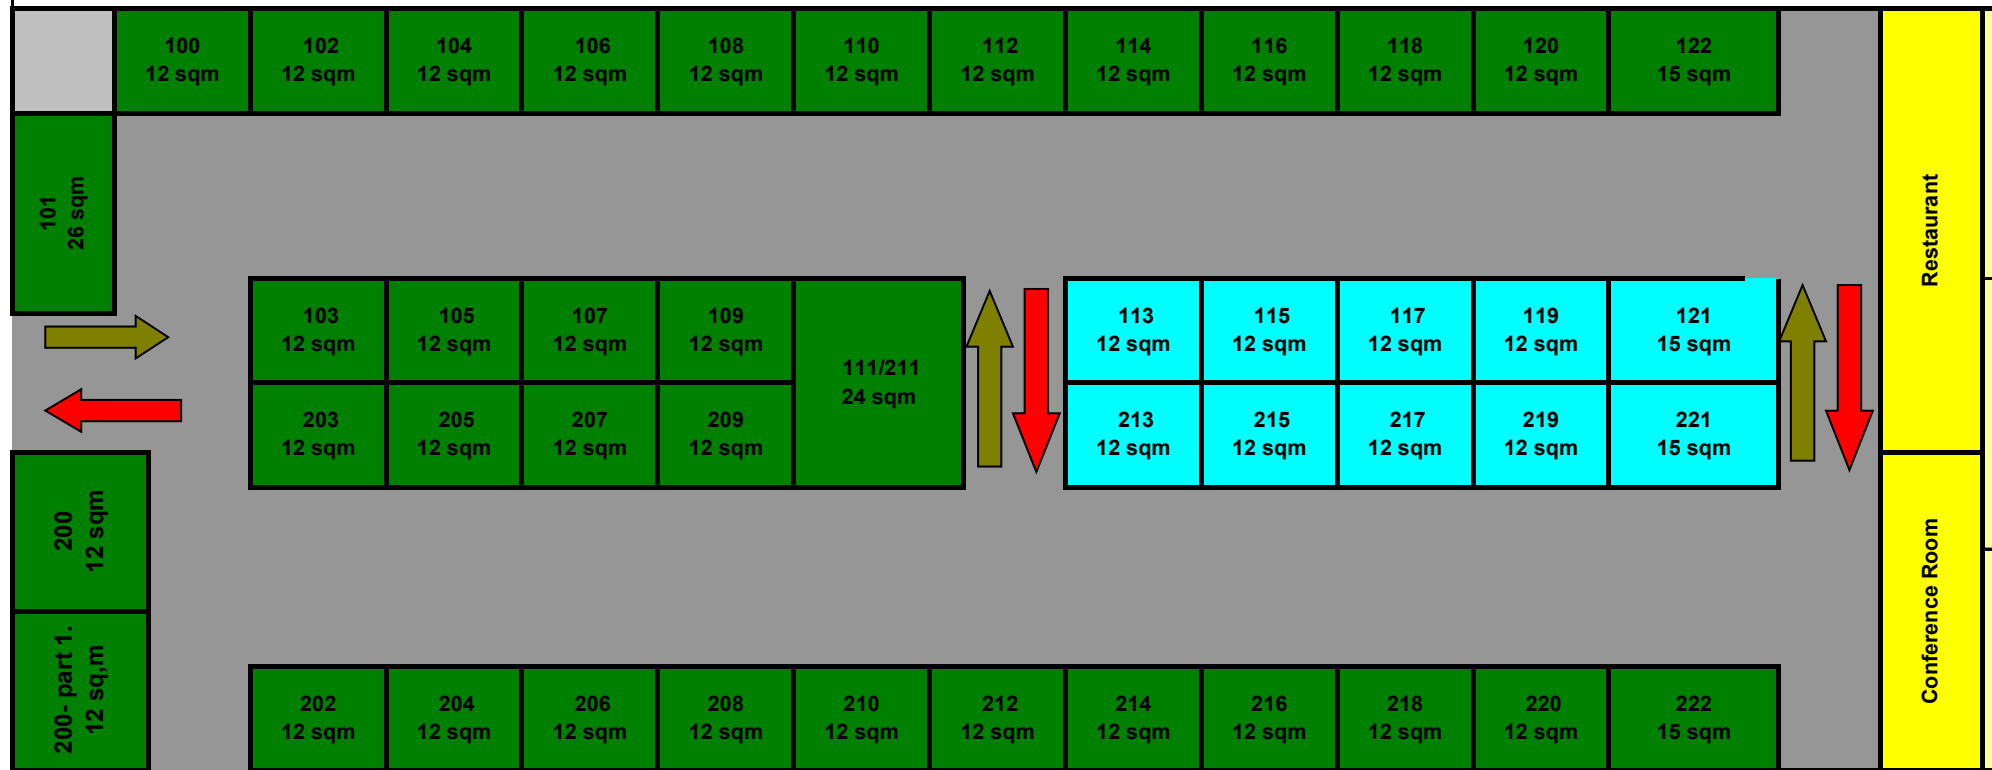 100
12 sqm
102
12 sqm
104
12 sqm
106
12 sqm
108
12 sqm
110
12 sqm
112
12 sqm
114
12 sqm
116
12 sqm
118
12 sqm
120
12 sqm
122
15 sqm
101
26 sqm
Restaurant
103
12 sqm
105
12 sqm
107
12 sqm
109
12 sqm
111/211
24 sqm
113
12 sqm
115
12 sqm
117
12 sqm
119
12 sqm
121
15 sqm
203
12 sqm
205
12 sqm
207
12 sqm
209
12 sqm
213
12 sqm
215
12 sqm
217
12 sqm
219
12 sqm
221
15 sqm
200
12 sqm
Conference Room
200- part 1.
12 sq,m
202
12 sqm
204
12 sqm
206
12 sqm
208
12 sqm
210
12 sqm
212
12 sqm
214
12 sqm
216
12 sqm
218
12 sqm
220
12 sqm
222
15 sqm